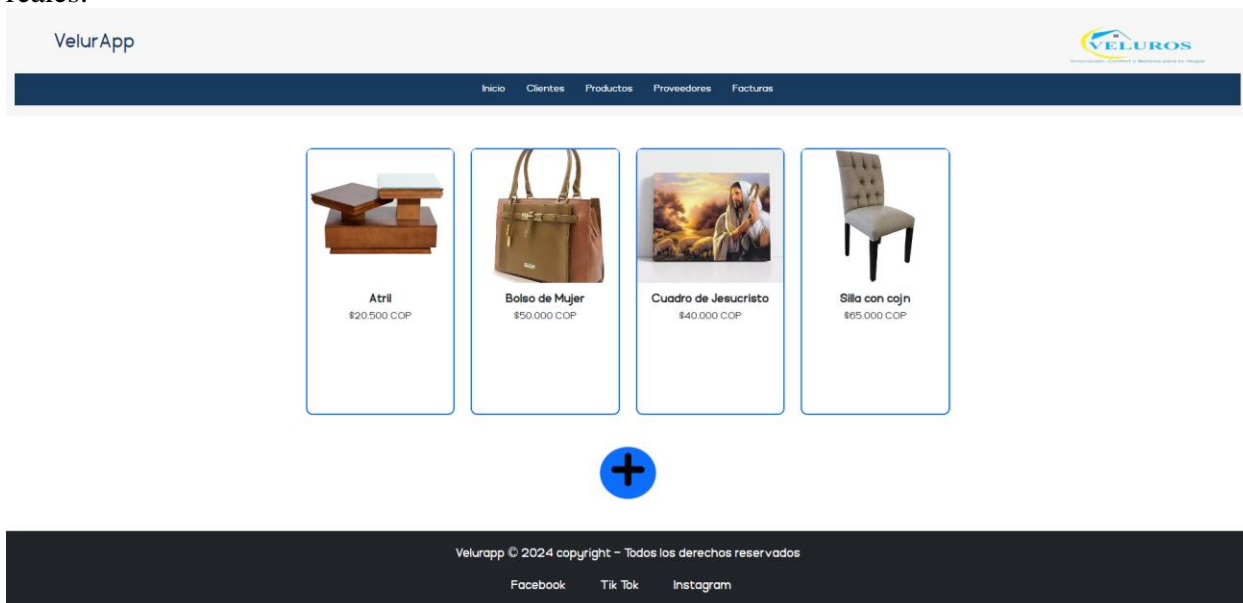 reales.
VelurApp
VELUROS
Inicio Clientes Productos Proveedores Facturas
Atril
$20.500 COP
Bolso de Mujer
$50.000 COP
Cuadro de Jesucristo
$40.000 COP
Silla con cojn
$65.000 COP
Velurapp © 2024 copyright - Todos los derechos reservados
Facebook Tik Tok Instagram